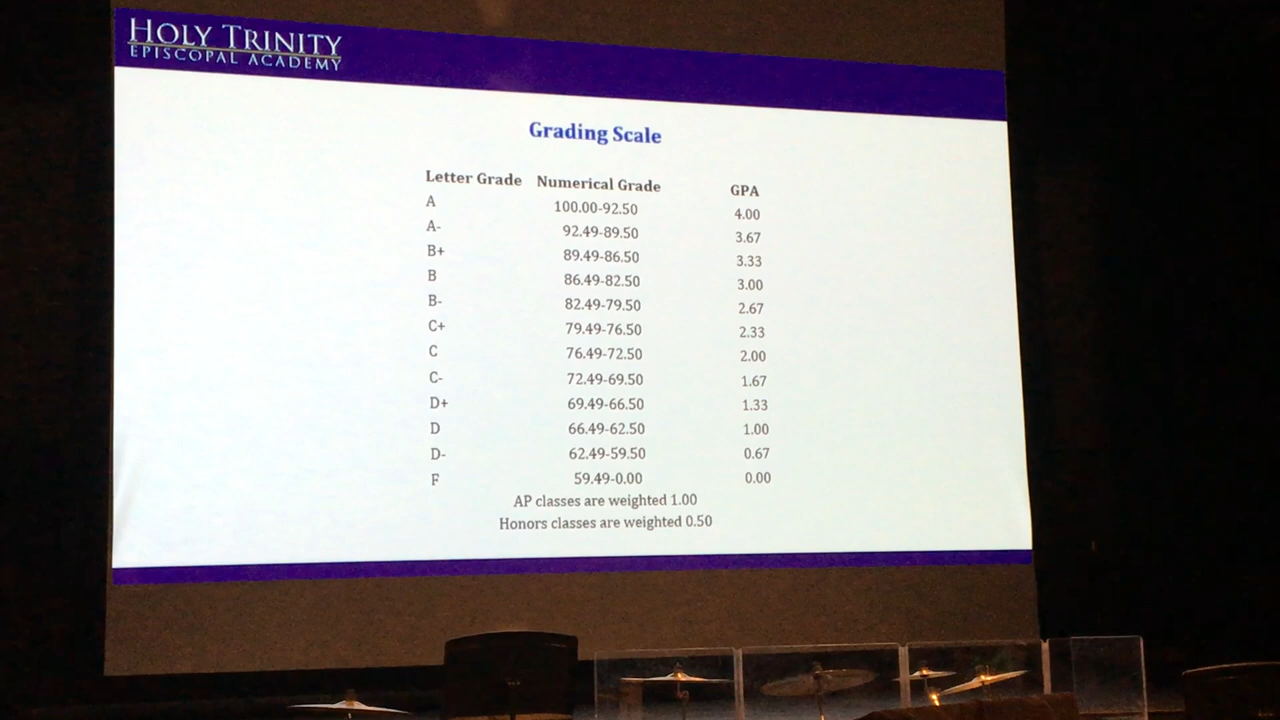 HOLY TRINITY
EPISCOPAL ACADEMY
Grading Scale
Letter Grade Numerical Grade GPA
A 100.00-92.50 4.00
A- 92.49-89.50 3.67
B+ 89.49-86.50 3.33
B 86.49-82.50 3.00
B- 82.49-79.50 2.67
C+ 79.49-76.50 2.33
C 76.49-72.50 2.00
C- 72.49-69.50 1.67
D+ 69.49-66.50 1.33
D 66.49-62.50 1.00
D- 62.49-59.50 0.67
F 59.49-0.00 0.00
AP classes are weighted 1.00
Honors classes are weighted 0.50